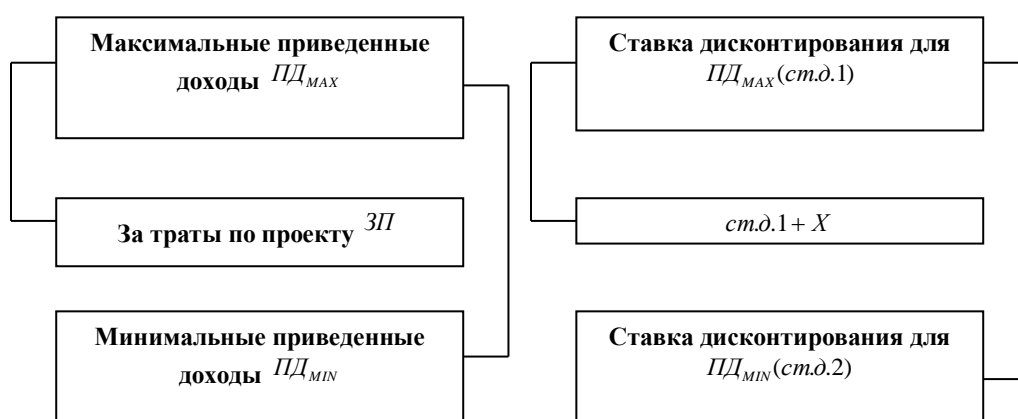 Максимальные приведенные
доходы ПД_MAX
За траты по проекту ЗП
Минимальные приведенные
доходы ПД_MIN
Ставка дисконтирования для
ПД_MAX(ст.д.1)
ст.д.1 + X
Ставка дисконтирования для
ПД_MIN(ст.д.2)